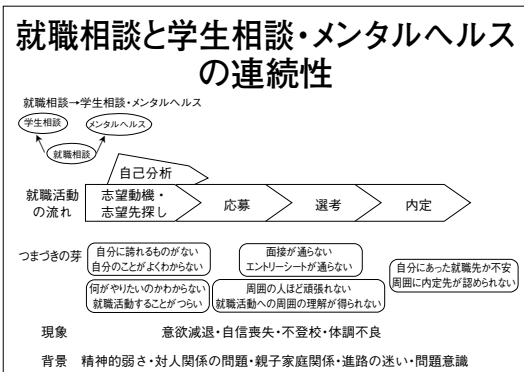 就職相談と学生相談・メンタルヘルス
の連続性
就職相談→学生相談・メンタルヘルス
学生相談
メンタルヘルス
就職相談
自己分析
就職活動
の流れ
志望動機・
志望先探し
応募
選考
内定
つまづきの芽
自分に誇れるものがない
自分のことがよくわからない
面接が通らない
エントリーシートが通らない
自分にあった就職先か不安
周囲に内定先が認められない
何がやりたいのかわからない
就職活動することがつらい
周囲の人ほど頑張れない
就職活動への周囲の理解が得られない
現象
意欲減退・自信喪失・不登校・体調不良
背景
精神的弱さ・対人関係の問題・親子家庭関係・進路の迷い・問題意識